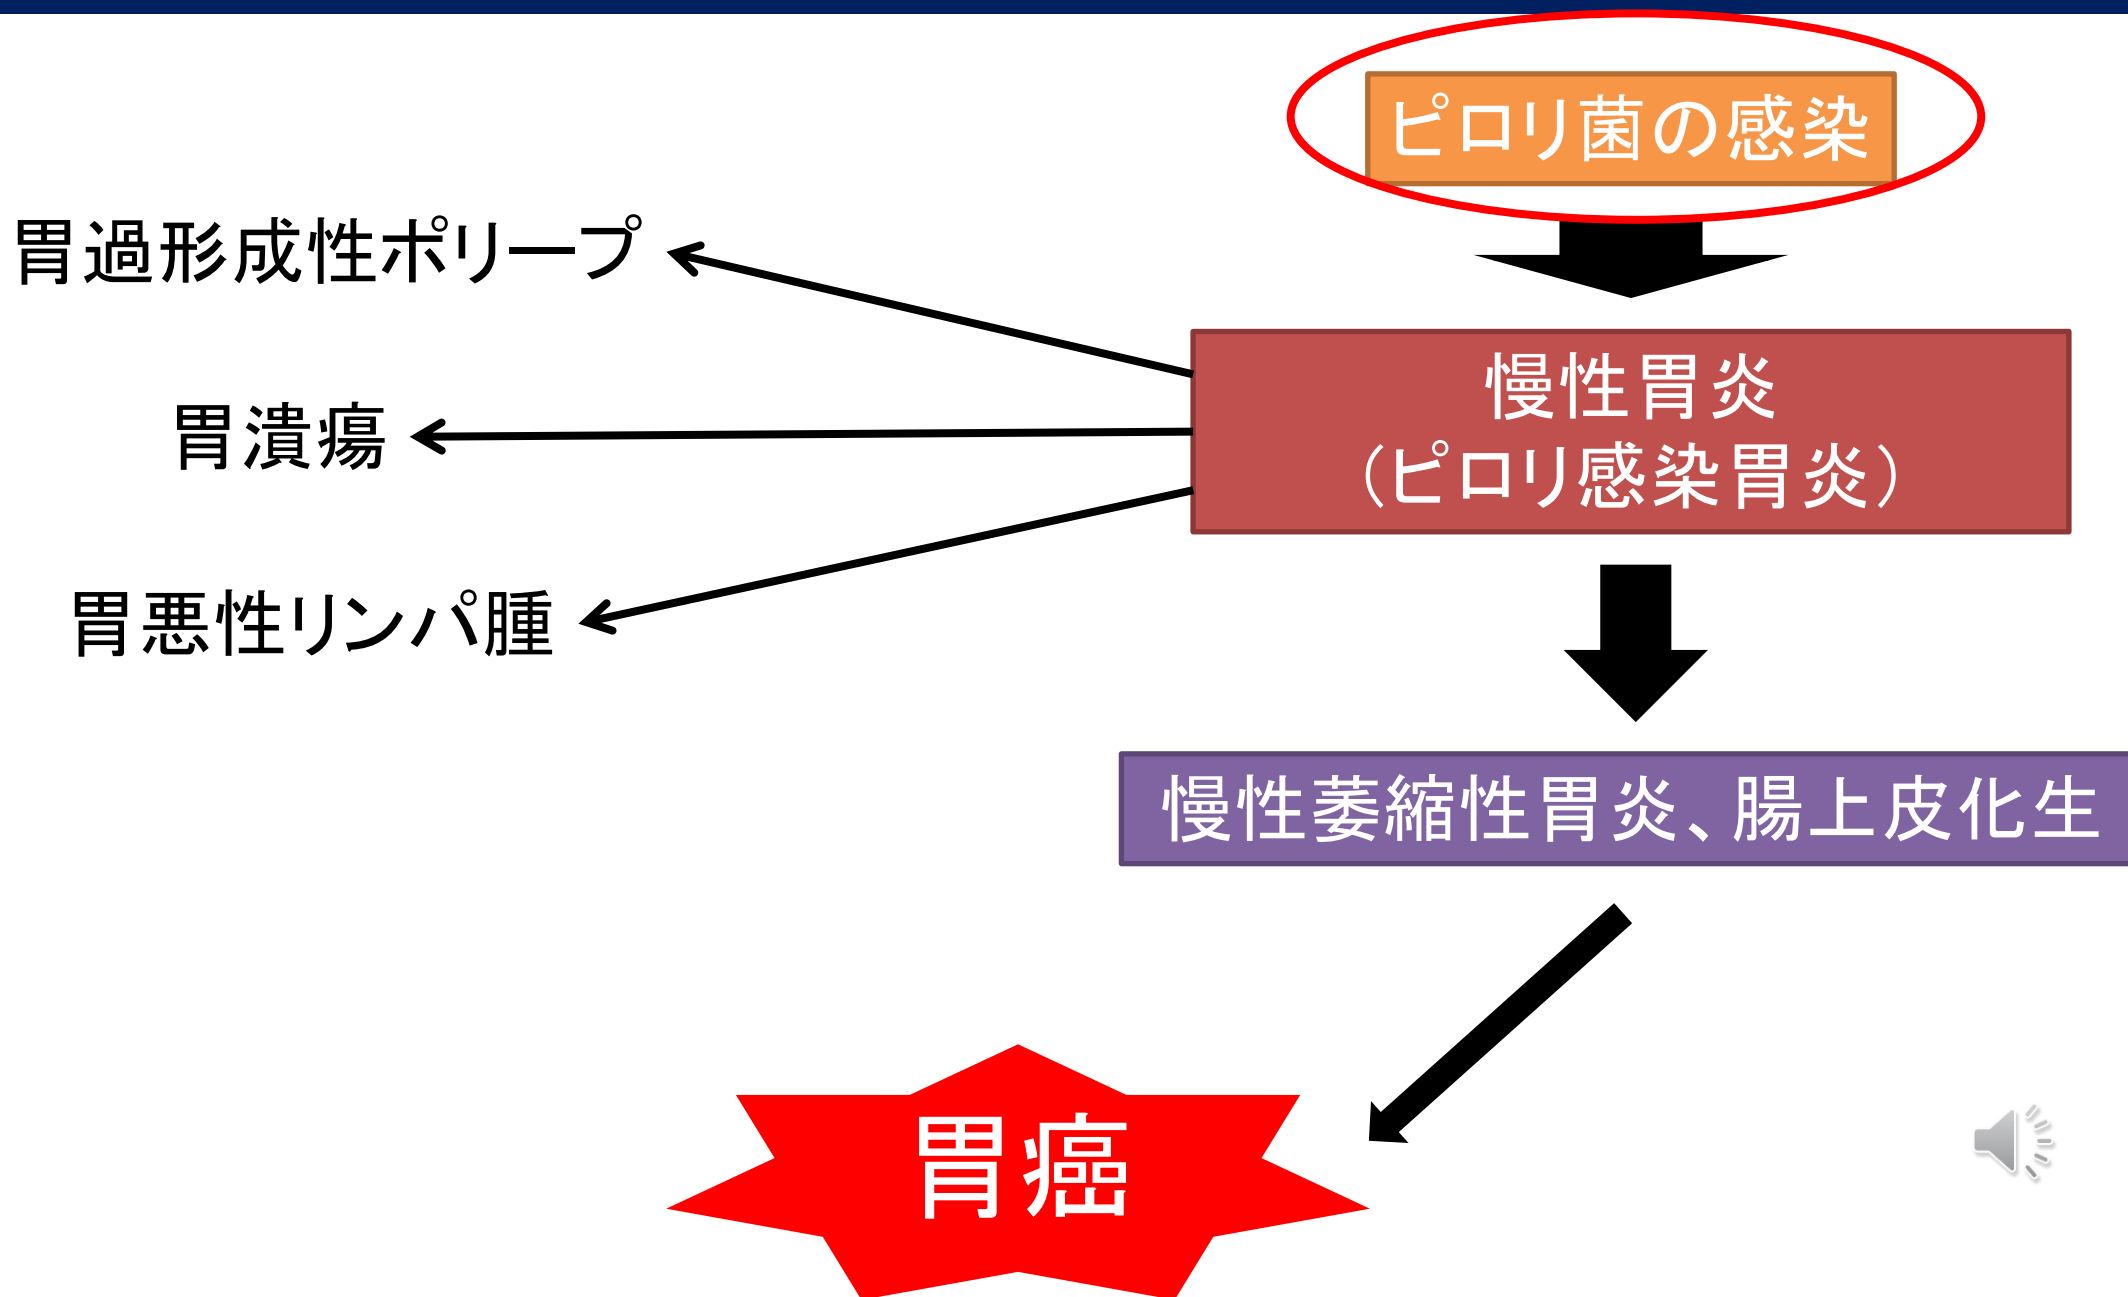 ピロリ菌の感染
胃過形成性ポリープ
慢性胃炎
（ピロリ感染胃炎）
胃潰瘍
胃悪性リンパ腫
慢性萎縮性胃炎、腸上皮化生
胃癌